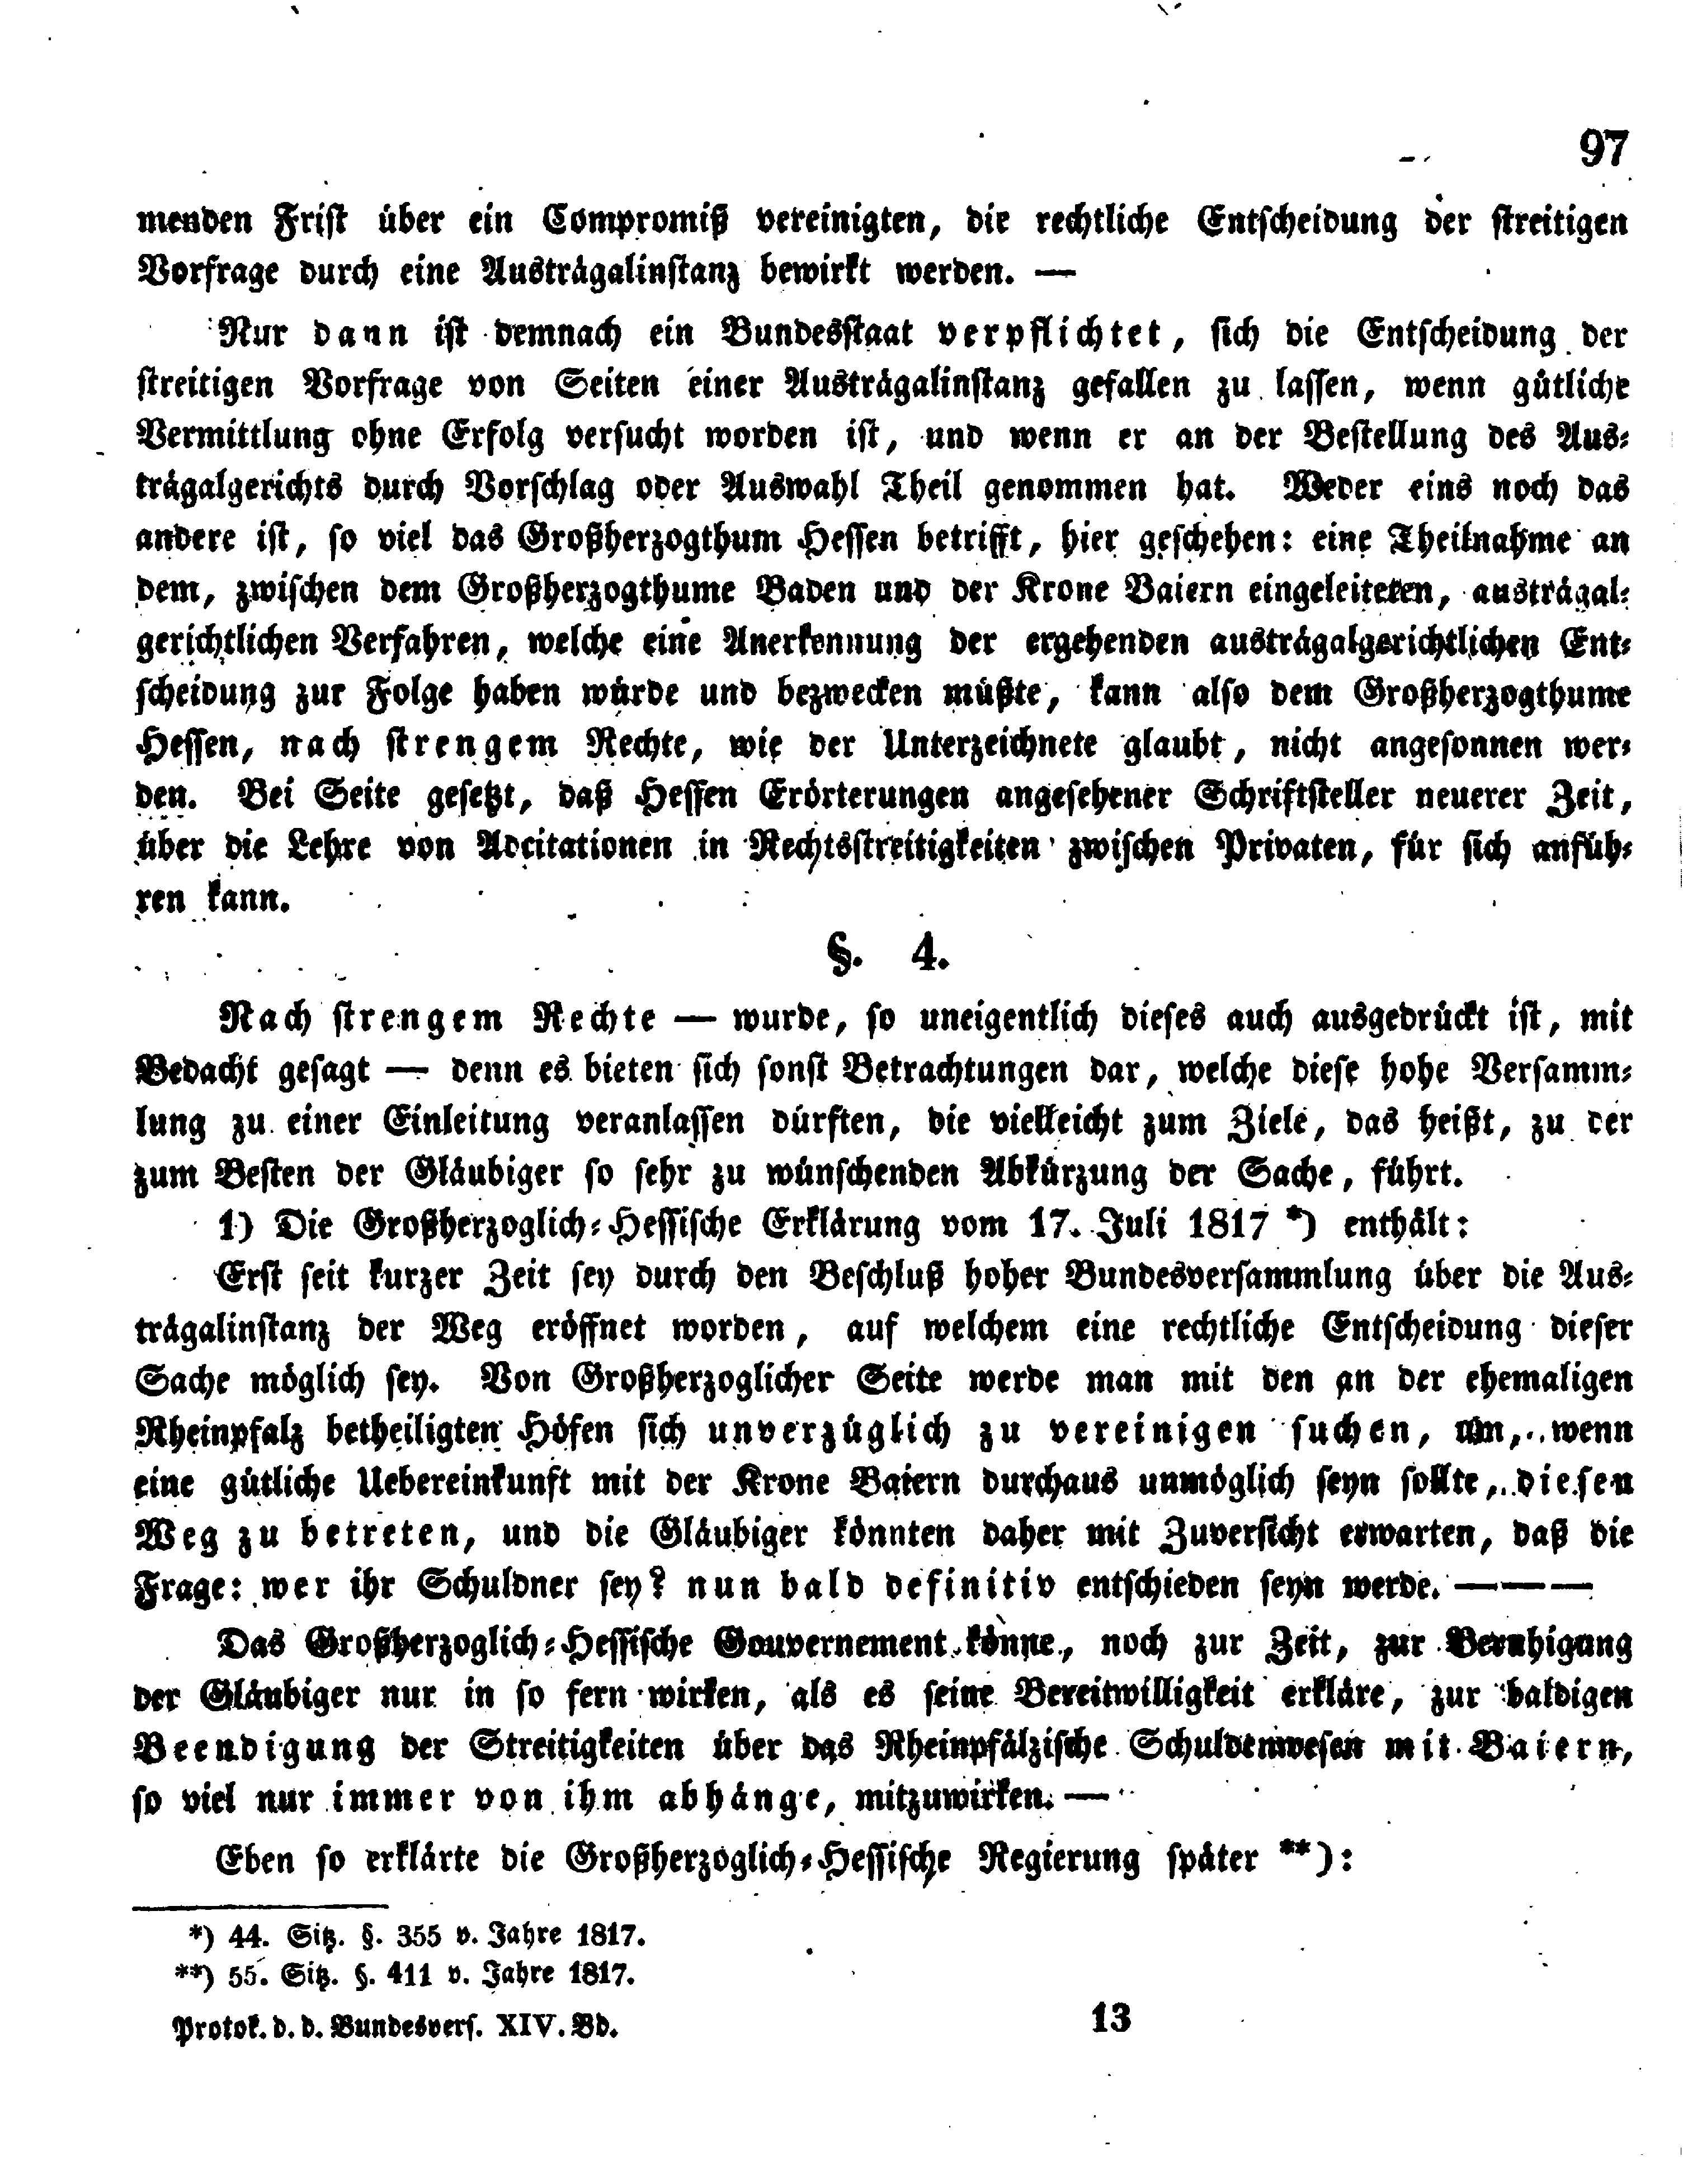 97
menden Frist über ein Compromiß vereinigten, die rechtliche Entscheidung der streitigen
Vorfrage durch eine Austrägalinstanz bewirkt werden. —
Nur dann ist demnach ein Bundesstaat verpflichtet, sich die Entscheidung der
streitigen Vorfrage von Seiten einer Austrägalinstanz gefallen zu lassen, wenn gütliche
Vermittlung ohne Erfolg versucht worden ist, und wenn er an der Bestellung des Aus-
trägalgerichts durch Vorschlag oder Auswahl Theil genommen hat. Weder eins noch das
andere ist, so viel das Großherzogthum Hessen betrifft, hier geschehen: eine Theilnahme an
dem, zwischen dem Großherzogthume Baden und der Krone Baiern eingeleiteten, austrägal-
gerichtlichen Verfahren, welche eine Anerkennung der ergehenden austrägalgerichtlichen Ent-
scheidung zur Folge haben würde und bezwecken müßte, kann also dem Großherzogthume
Hessen, nach strengem Rechte, wie der Unterzeichnete glaubt, nicht angesonnen wer-
den. Bei Seite gesetzt, daß Hessen Erörterungen angesehener Schriftsteller neuerer Zeit,
über die Lehre von Adcitationen in Rechtsstreitigkeiten zwischen Privaten, für sich anfüh-
ren kann.
§. 4.
Nach strengem Rechte — wurde, so uneigentlich dieses auch ausgedrückt ist, mit
Bedacht gesagt — denn es bieten sich sonst Betrachtungen dar, welche diese hohe Versamm-
lung zu einer Einleitung veranlassen dürften, die vielleicht zum Ziele, das heißt, zu der
zum Besten der Gläubiger so sehr zu wünschenden Abkürzung der Sache, führt.
1) Die Großherzoglich-Hessische Erklärung vom 17. Juli 1817 *) enthält:
Erst seit kurzer Zeit sey durch den Beschluß hoher Bundesversammlung über die Aus-
trägalinstanz der Weg eröffnet worden, auf welchem eine rechtliche Entscheidung dieser
Sache möglich sey. Von Großherzoglicher Seite werde man mit den an der ehemaligen
Rheinpfalz betheiligten Höfen sich unverzüglich zu vereinigen suchen, um, wenn
eine gütliche Uebereinkunft mit der Krone Baiern durchaus unmöglich seyn sollte, diesen
Weg zu betreten, und die Gläubiger könnten daher mit Zuversicht erwarten, daß die
Frage: wer ihr Schuldner sey? nun bald definitiv entschieden seyn werde. — — —
Das Großherzoglich-Hessische Gouvernement könne, noch zur Zeit, zur Beruhigung
der Gläubiger nur in so fern wirken, als es seine Bereitwilligkeit erkläre, zur baldigen
Beendigung der Streitigkeiten über das Rheinpfälzische Schuldenwesen mit Baiern,
so viel nur immer von ihm abhänge, mitzuwirken. —
Eben so erklärte die Großherzoglich-Hessische Regierung später **):
*) 44. Sitz. §. 355 v. Jahre 1817.
**) 55. Sitz. §. 411 v. Jahre 1817.
Protok. d. d. Bundesvers. XIV. Bd. 13